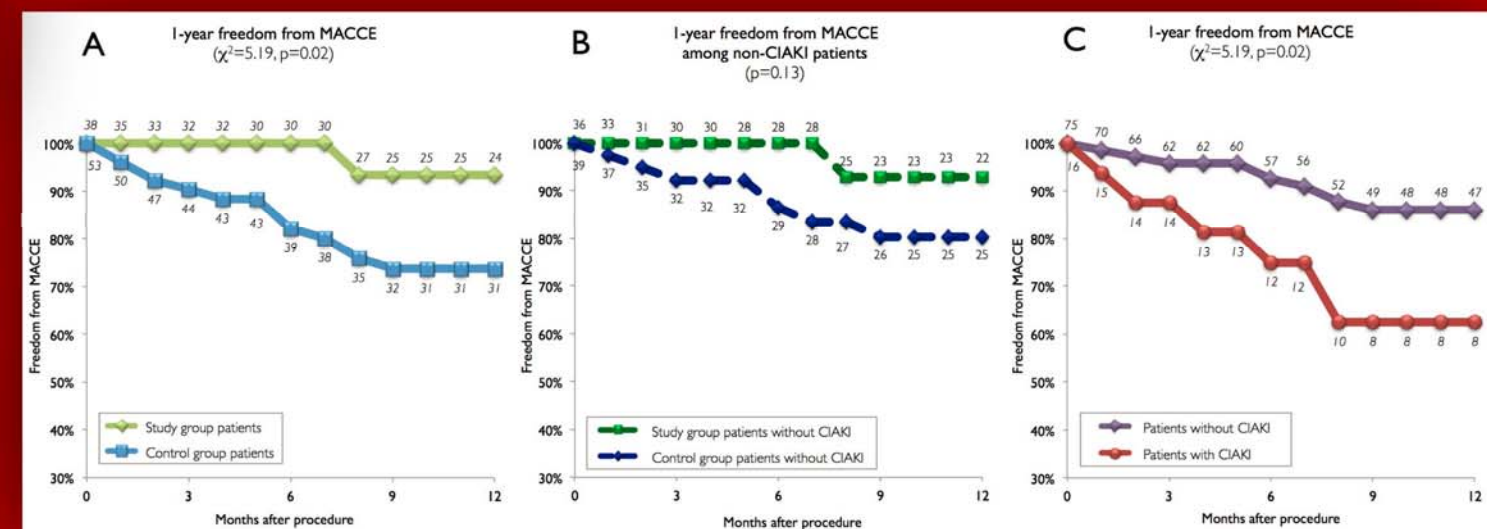 A
1-year freedom from MACCE
(χ²=5.19, p=0.02)
Freedom from MACCE
100%
90%
80%
70%
60%
50%
40%
30%
38 35 33 32 32 30 30 30 27 25 25 25 24
53 50 47 44 43 43 39 38 35 32 31 31 31
Study group patients
Control group patients
0 3 6 9 12
Months after procedure
B
1-year freedom from MACCE
among non-CIAKI patients
(p=0.13)
Freedom from MACCE
100%
90%
80%
70%
60%
50%
40%
30%
36 33 31 30 30 28 28 28 25 23 23 23 22
39 37 35 32 32 32 29 28 27 26 25 25 25
Study group patients without CIAKI
Control group patients without CIAKI
0 3 6 9 12
Months after procedure
C
1-year freedom from MACCE
(χ²=5.19, p=0.02)
Freedom from MACCE
100%
90%
80%
70%
60%
50%
40%
30%
75 70 66 62 62 60 57 56 52 49 48 48 47
16 15 14 14 13 13 12 12 10 8 8 8 8
Patients without CIAKI
Patients with CIAKI
0 3 6 9 12
Months after procedure